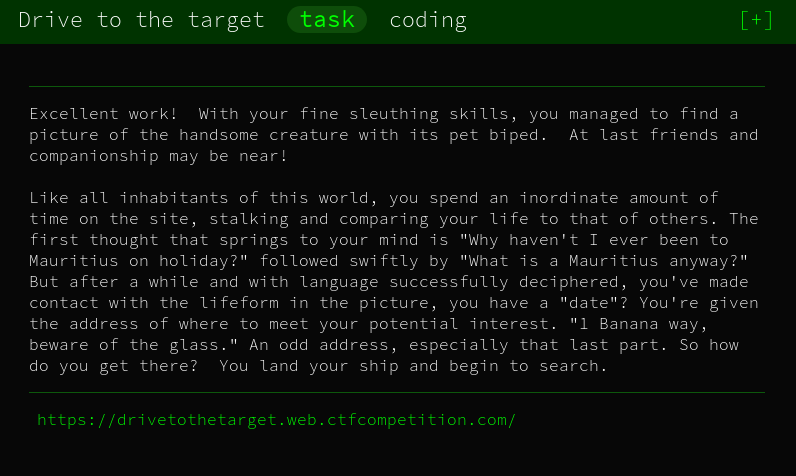 Drive to the target task coding [+]
Excellent work!  With your fine sleuthing skills, you managed to find a
picture of the handsome creature with its pet biped.  At last friends and
companionship may be near!
Like all inhabitants of this world, you spend an inordinate amount of
time on the site, stalking and comparing your life to that of others. The
first thought that springs to your mind is "Why haven't I ever been to
Mauritius on holiday?" followed swiftly by "What is a Mauritius anyway?"
But after a while and with language successfully deciphered, you've made
contact with the lifeform in the picture, you have a "date"? You're given
the address of where to meet your potential interest. "1 Banana way,
beware of the glass." An odd address, especially that last part. So how
do you get there?  You land your ship and begin to search.
https://drivetothetarget.web.ctfcompetition.com/